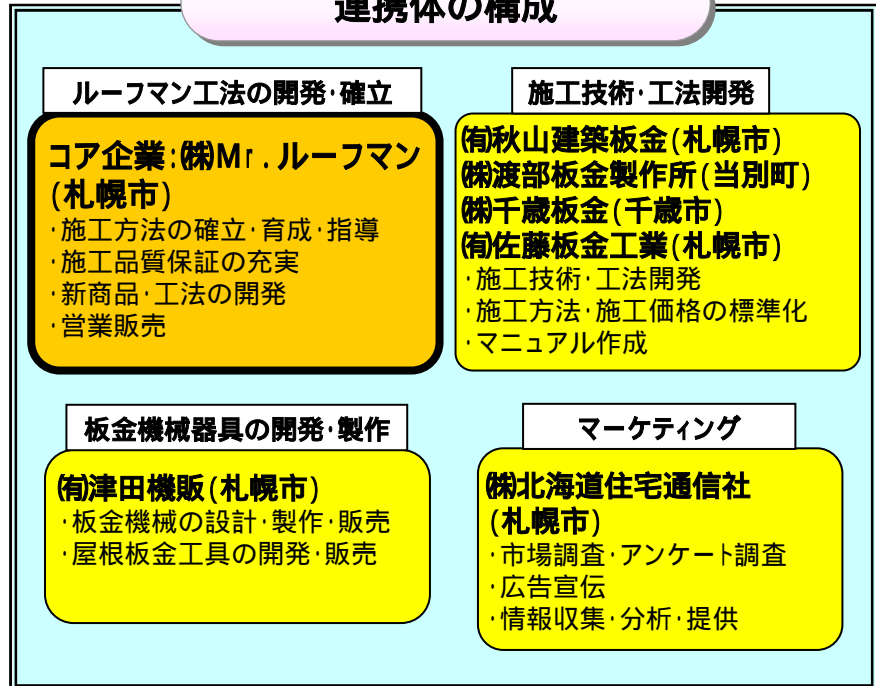 連携体の構成
ルーフマン工法の開発･確立
コア企業:㈱Mr.ルーフマン
(札幌市)
･施工方法の確立･育成･指導
･施工品質保証の充実
･新商品･工法の開発
･営業販売
施工技術･工法開発
㈲秋山建築板金(札幌市)
㈱渡部板金製作所(当別町)
㈱千歳板金(千歳市)
㈲佐藤板金工業(札幌市)
･施工技術･工法開発
･施工方法･施工価格の標準化
･マニュアル作成
板金機械器具の開発･製作
㈲津田機販(札幌市)
･板金機械の設計･製作･販売
･屋根板金工具の開発･販売
マーケティング
㈱北海道住宅通信社
(札幌市)
･市場調査･アンケート調査
･広告宣伝
･情報収集･分析･提供